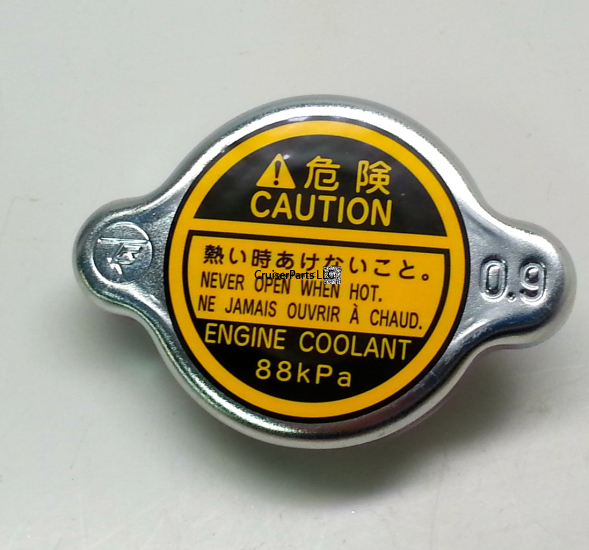 危険
CAUTION
熱い時あけないこと。
CruiserParts L
NEVER OPEN WHEN HOT.
NE JAMAIS OUVRIR À CHAUD.
ENGINE COOLANT
88kPa
0.9